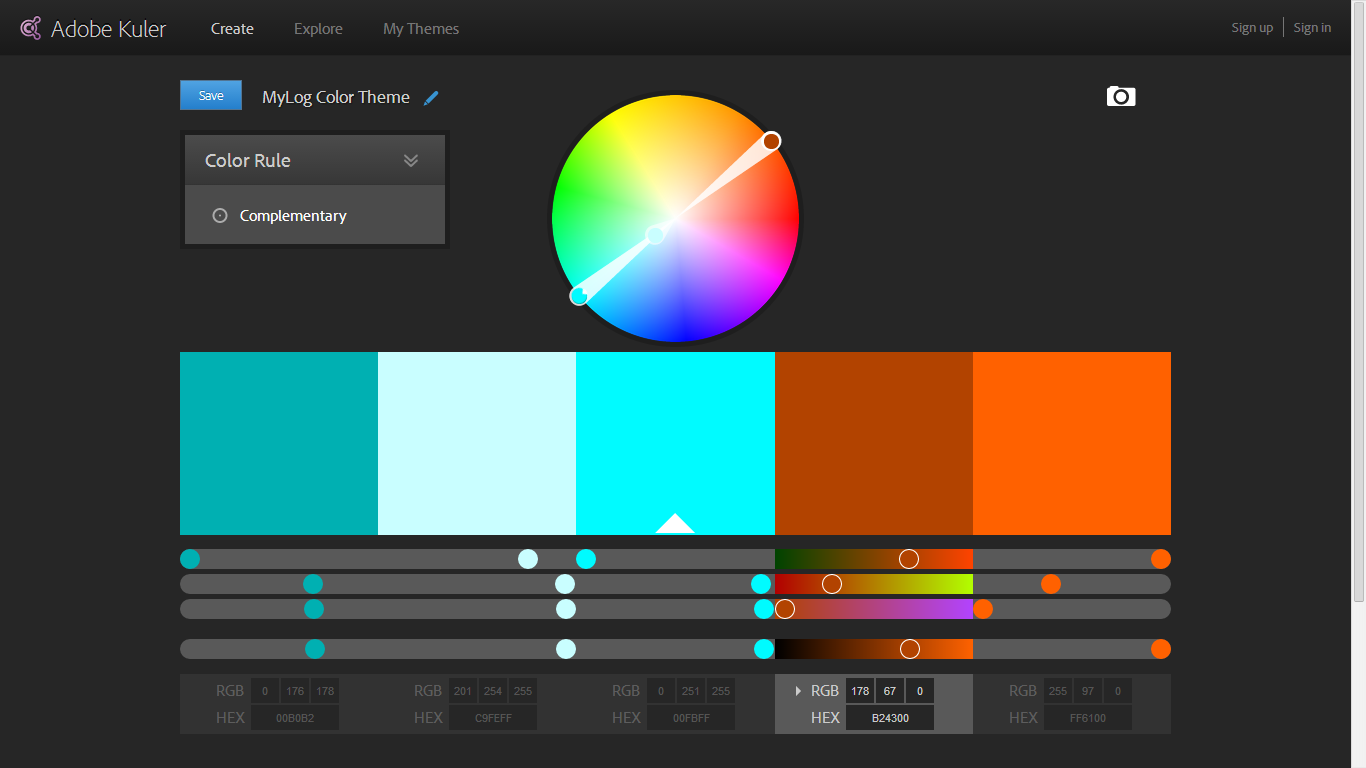 Adobe Kuler Create Explore My Themes Sign up Sign in
Save MyLog Color Theme
Color Rule
Complementary
RGB 0 176 178 RGB 201 254 255 RGB 0 251 255 RGB 178 67 0 RGB 255 97 0
HEX 00B0B2 HEX C9FEFF HEX 00FBFF HEX B24300 HEX FF6100